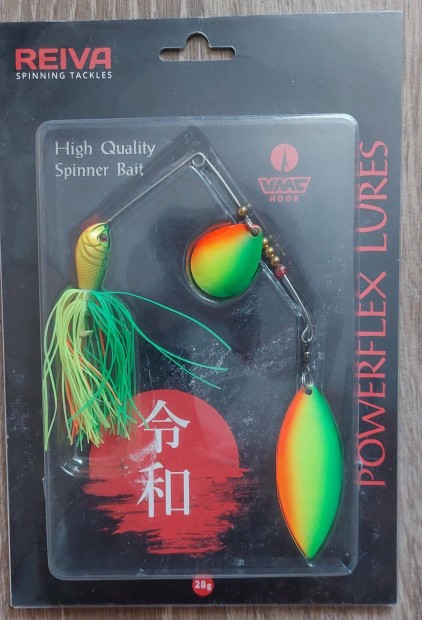 REIVA
SPINNING TACKLES
High Quality
Spinner Bait
VMC
HOOK
POWERFLEX LURES
令
和
28g